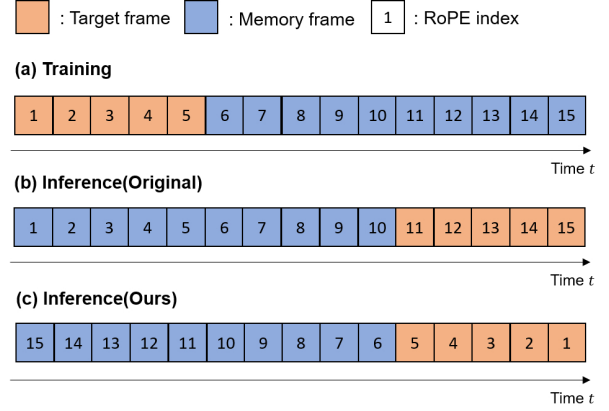 : Target frame : Memory frame 1 : RoPE index
(a) Training
1 2 3 4 5 6 7 8 9 10 11 12 13 14 15
Time t
(b) Inference(Original)
1 2 3 4 5 6 7 8 9 10 11 12 13 14 15
Time t
(c) Inference(Ours)
15 14 13 12 11 10 9 8 7 6 5 4 3 2 1
Time t